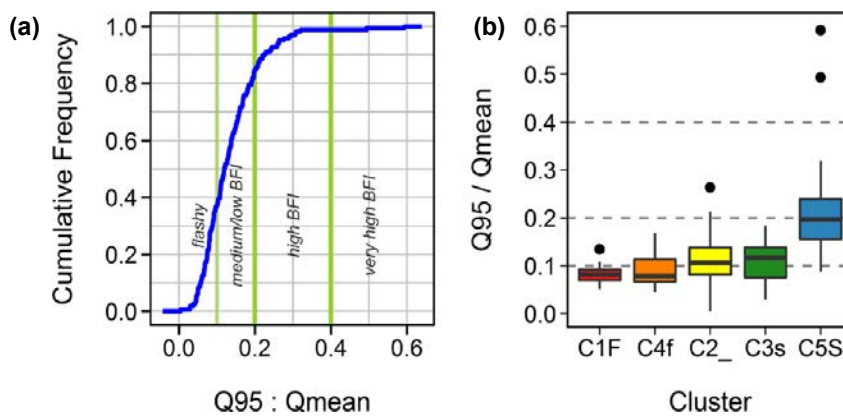 (a)
Cumulative Frequency
1.0
0.8
0.6
0.4
0.2
0.0
flashy
medium/low BFI
high BFI
very high BFI
0.0 0.2 0.4 0.6
Q95 : Qmean
(b)
Q95 / Qmean
0.6
0.5
0.4
0.3
0.2
0.1
0.0
C1F C4f C2_ C3s C5S
Cluster